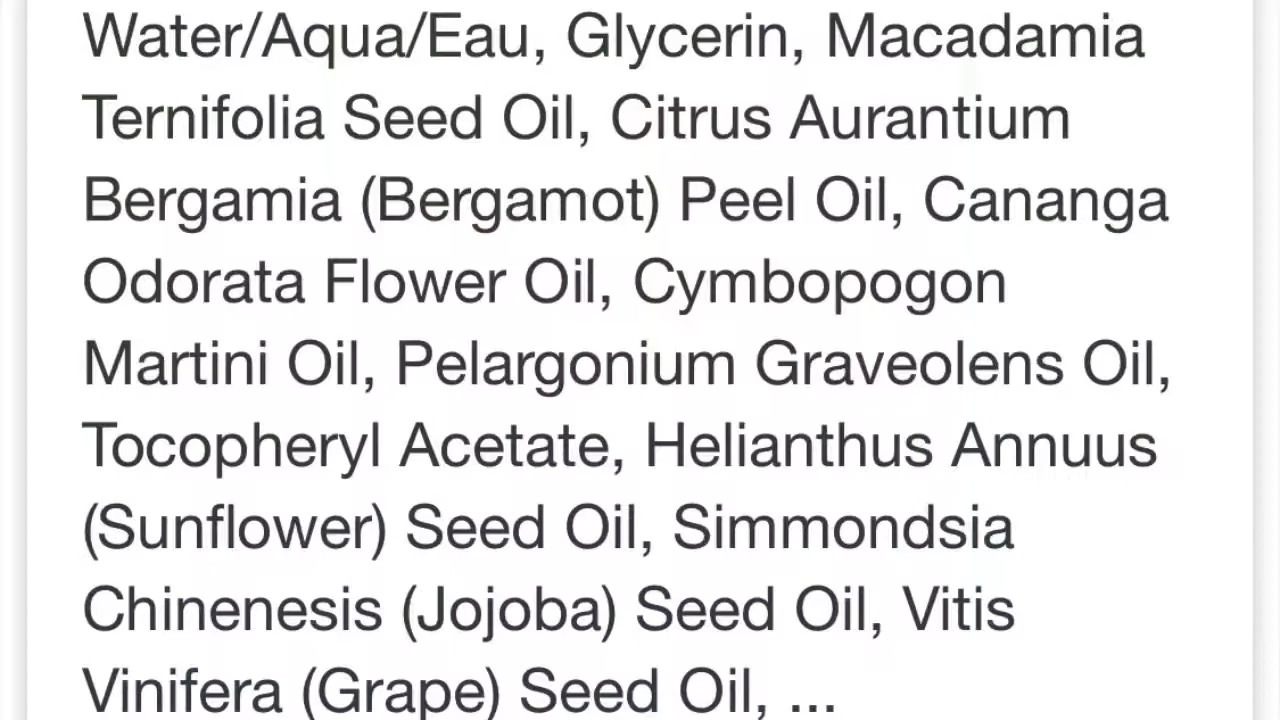 Water/Aqua/Eau, Glycerin, Macadamia
Ternifolia Seed Oil, Citrus Aurantium
Bergamia (Bergamot) Peel Oil, Cananga
Odorata Flower Oil, Cymbopogon
Martini Oil, Pelargonium Graveolens Oil,
Tocopheryl Acetate, Helianthus Annuus
(Sunflower) Seed Oil, Simmondsia
Chinenesis (Jojoba) Seed Oil, Vitis
Vinifera (Grape) Seed Oil, ...